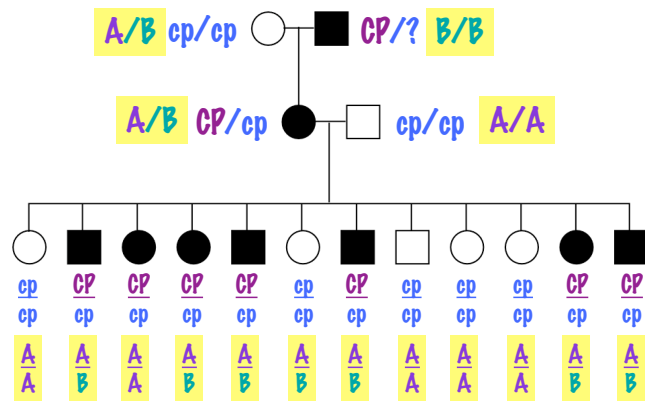 A/B cp/cp CP/? B/B
A/B CP/cp cp/cp A/A
cp CP CP CP CP cp CP cp cp cp CP CP
cp cp cp cp cp cp cp cp cp cp cp cp
A A A A A A A A A A A A
A B A B B B B A A A B B